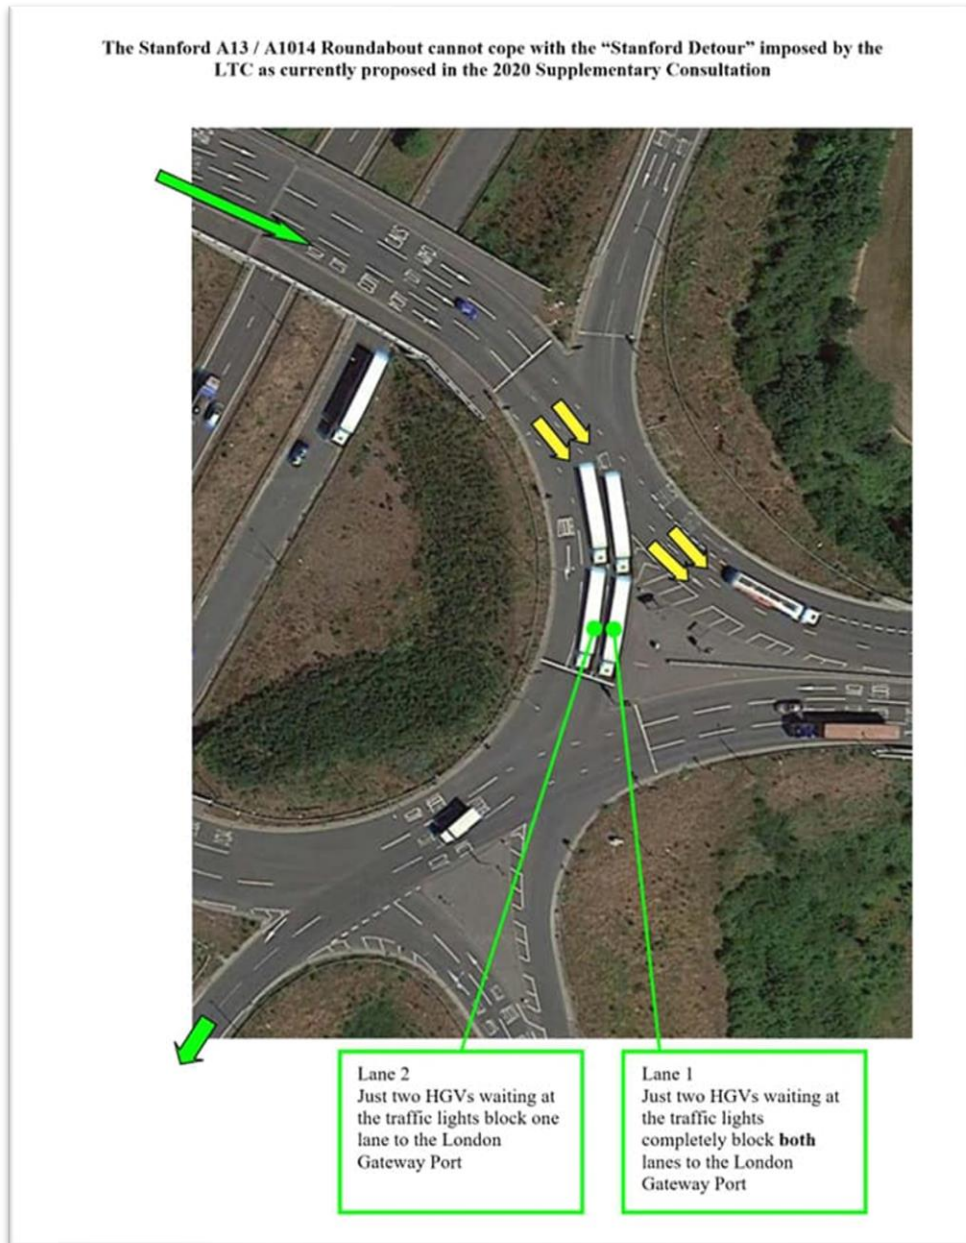 The Stanford A13 / A1014 Roundabout cannot cope with the “Stanford Detour” imposed by the
LTC as currently proposed in the 2020 Supplementary Consultation
Lane 2
Just two HGVs waiting at
the traffic lights block one
lane to the London
Gateway Port
Lane 1
Just two HGVs waiting at
the traffic lights
completely block both
lanes to the London
Gateway Port